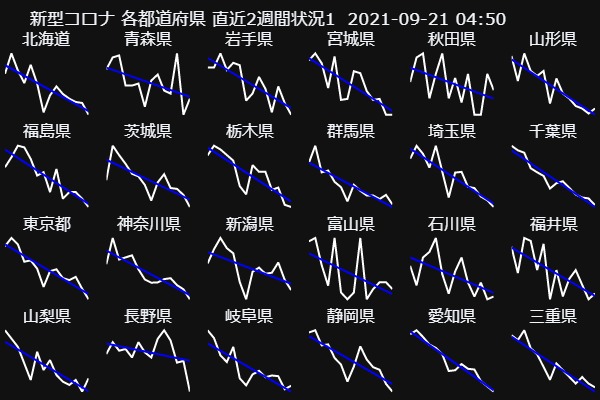 新型コロナ 各都道府県 直近2週間状況1 2021-09-21 04:50
北海道 青森県 岩手県 宮城県 秋田県 山形県
福島県 茨城県 栃木県 群馬県 埼玉県 千葉県
東京都 神奈川県 新潟県 富山県 石川県 福井県
山梨県 長野県 岐阜県 静岡県 愛知県 三重県